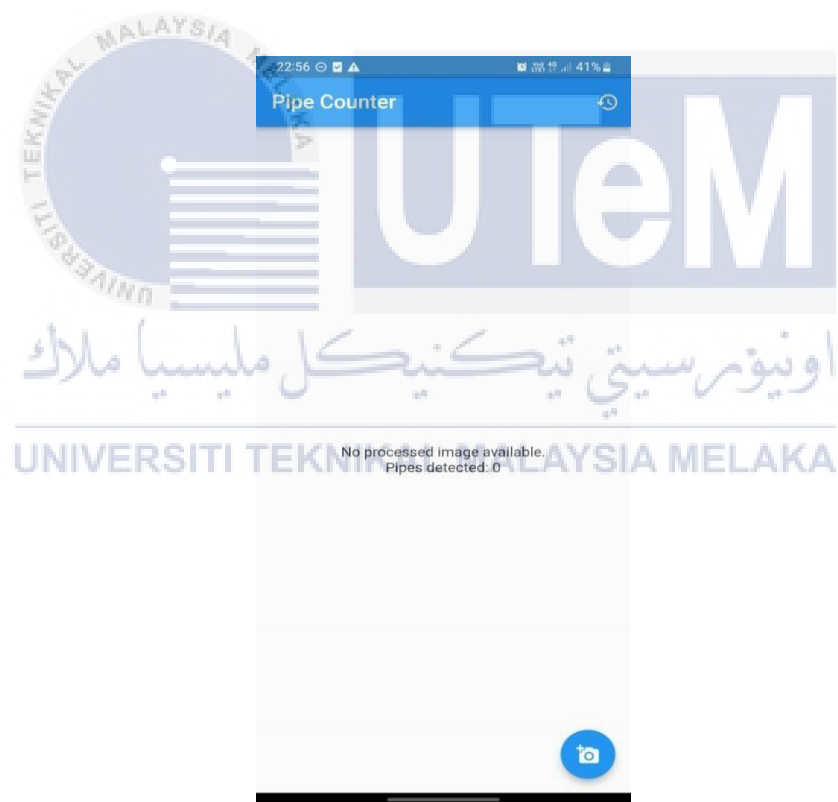 22:56 41%
Pipe Counter
UNIVERSITI TEKNIKAL MALAYSIA MELAKA
UTeM
اونيۏرسيتي تيكنيكل مليسيا ملاك
UNIVERSITI TEKNIKAL MALAYSIA MELAKA
No processed image available.
Pipes detected: 0